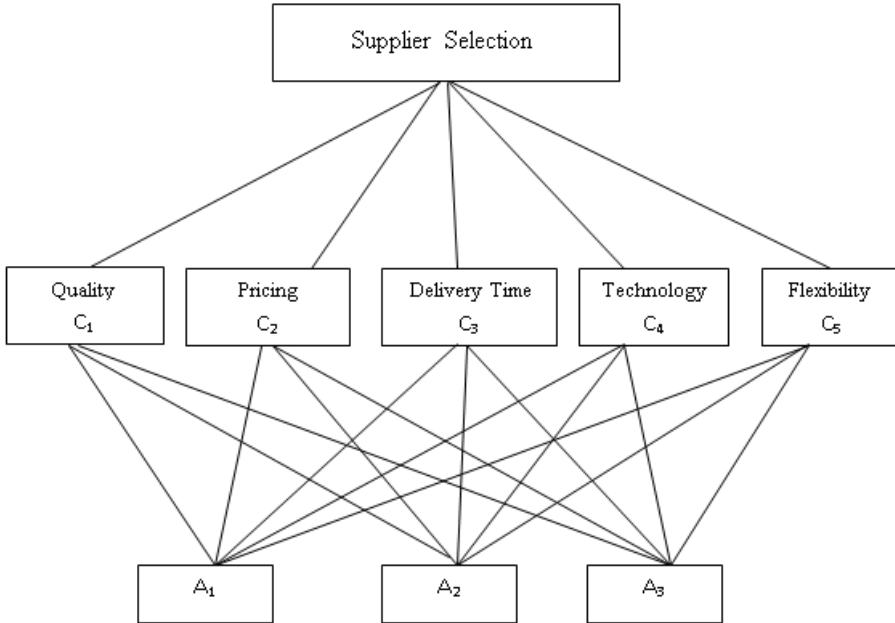 Supplier Selection
Quality
C₁
Pricing
C₂
Delivery Time
C₃
Technology
C₄
Flexibility
C₅
A₁
A₂
A₃